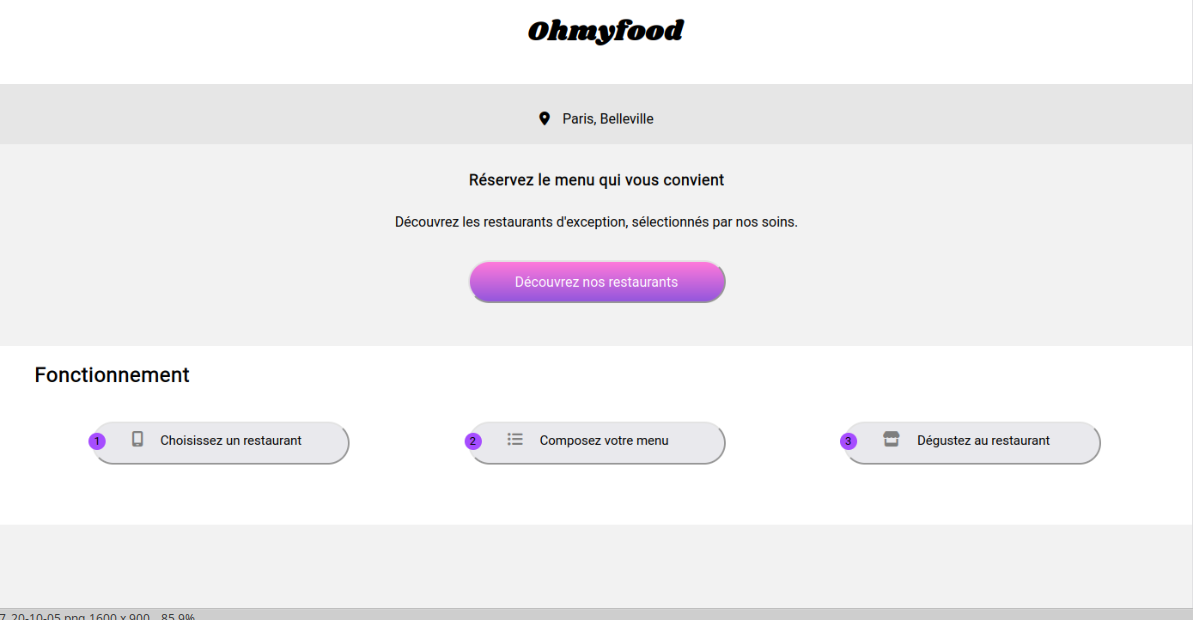 Ohmyfood
Paris, Belleville
Réservez le menu qui vous convient
Découvrez les restaurants d'exception, sélectionnés par nos soins.
Découvrez nos restaurants
Fonctionnement
1 Choisissez un restaurant
2 Composez votre menu
3 Dégustez au restaurant
7_20-10-05.png 1600 x 900 85.9%